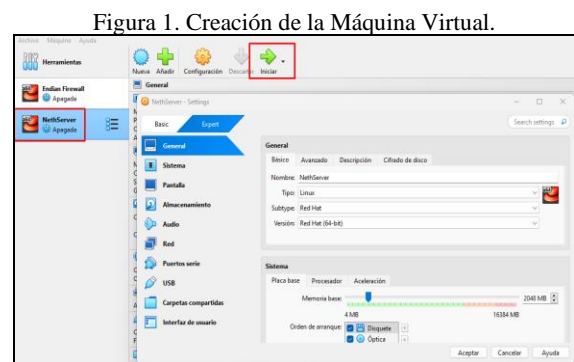 Figura 1. Creación de la Máquina Virtual.
Archivo Máquina Ayuda
Herramientas
Nueva Añadir Configuración Descartar Iniciar
Endian Firewall
Apagada
NethServer
Apagada
General
NethServer - Settings
Basic Expert
Search settings
General
Sistema
Pantalla
Almacenamiento
Audio
Red
Puertos serie
USB
Carpetas compartidas
Interfaz de usuario
General
Básico Avanzado Descripción Cifrado de disco
Nombre: NethServer
Tipo: Linux
Subtype: Red Hat
Versión: Red Hat (64-bit)
Sistema
Placa base Procesador Aceleración
Memoria base: 2048 MB
4 MB 16384 MB
Orden de arranque: Disquete
Óptica
Aceptar Cancelar Ayuda